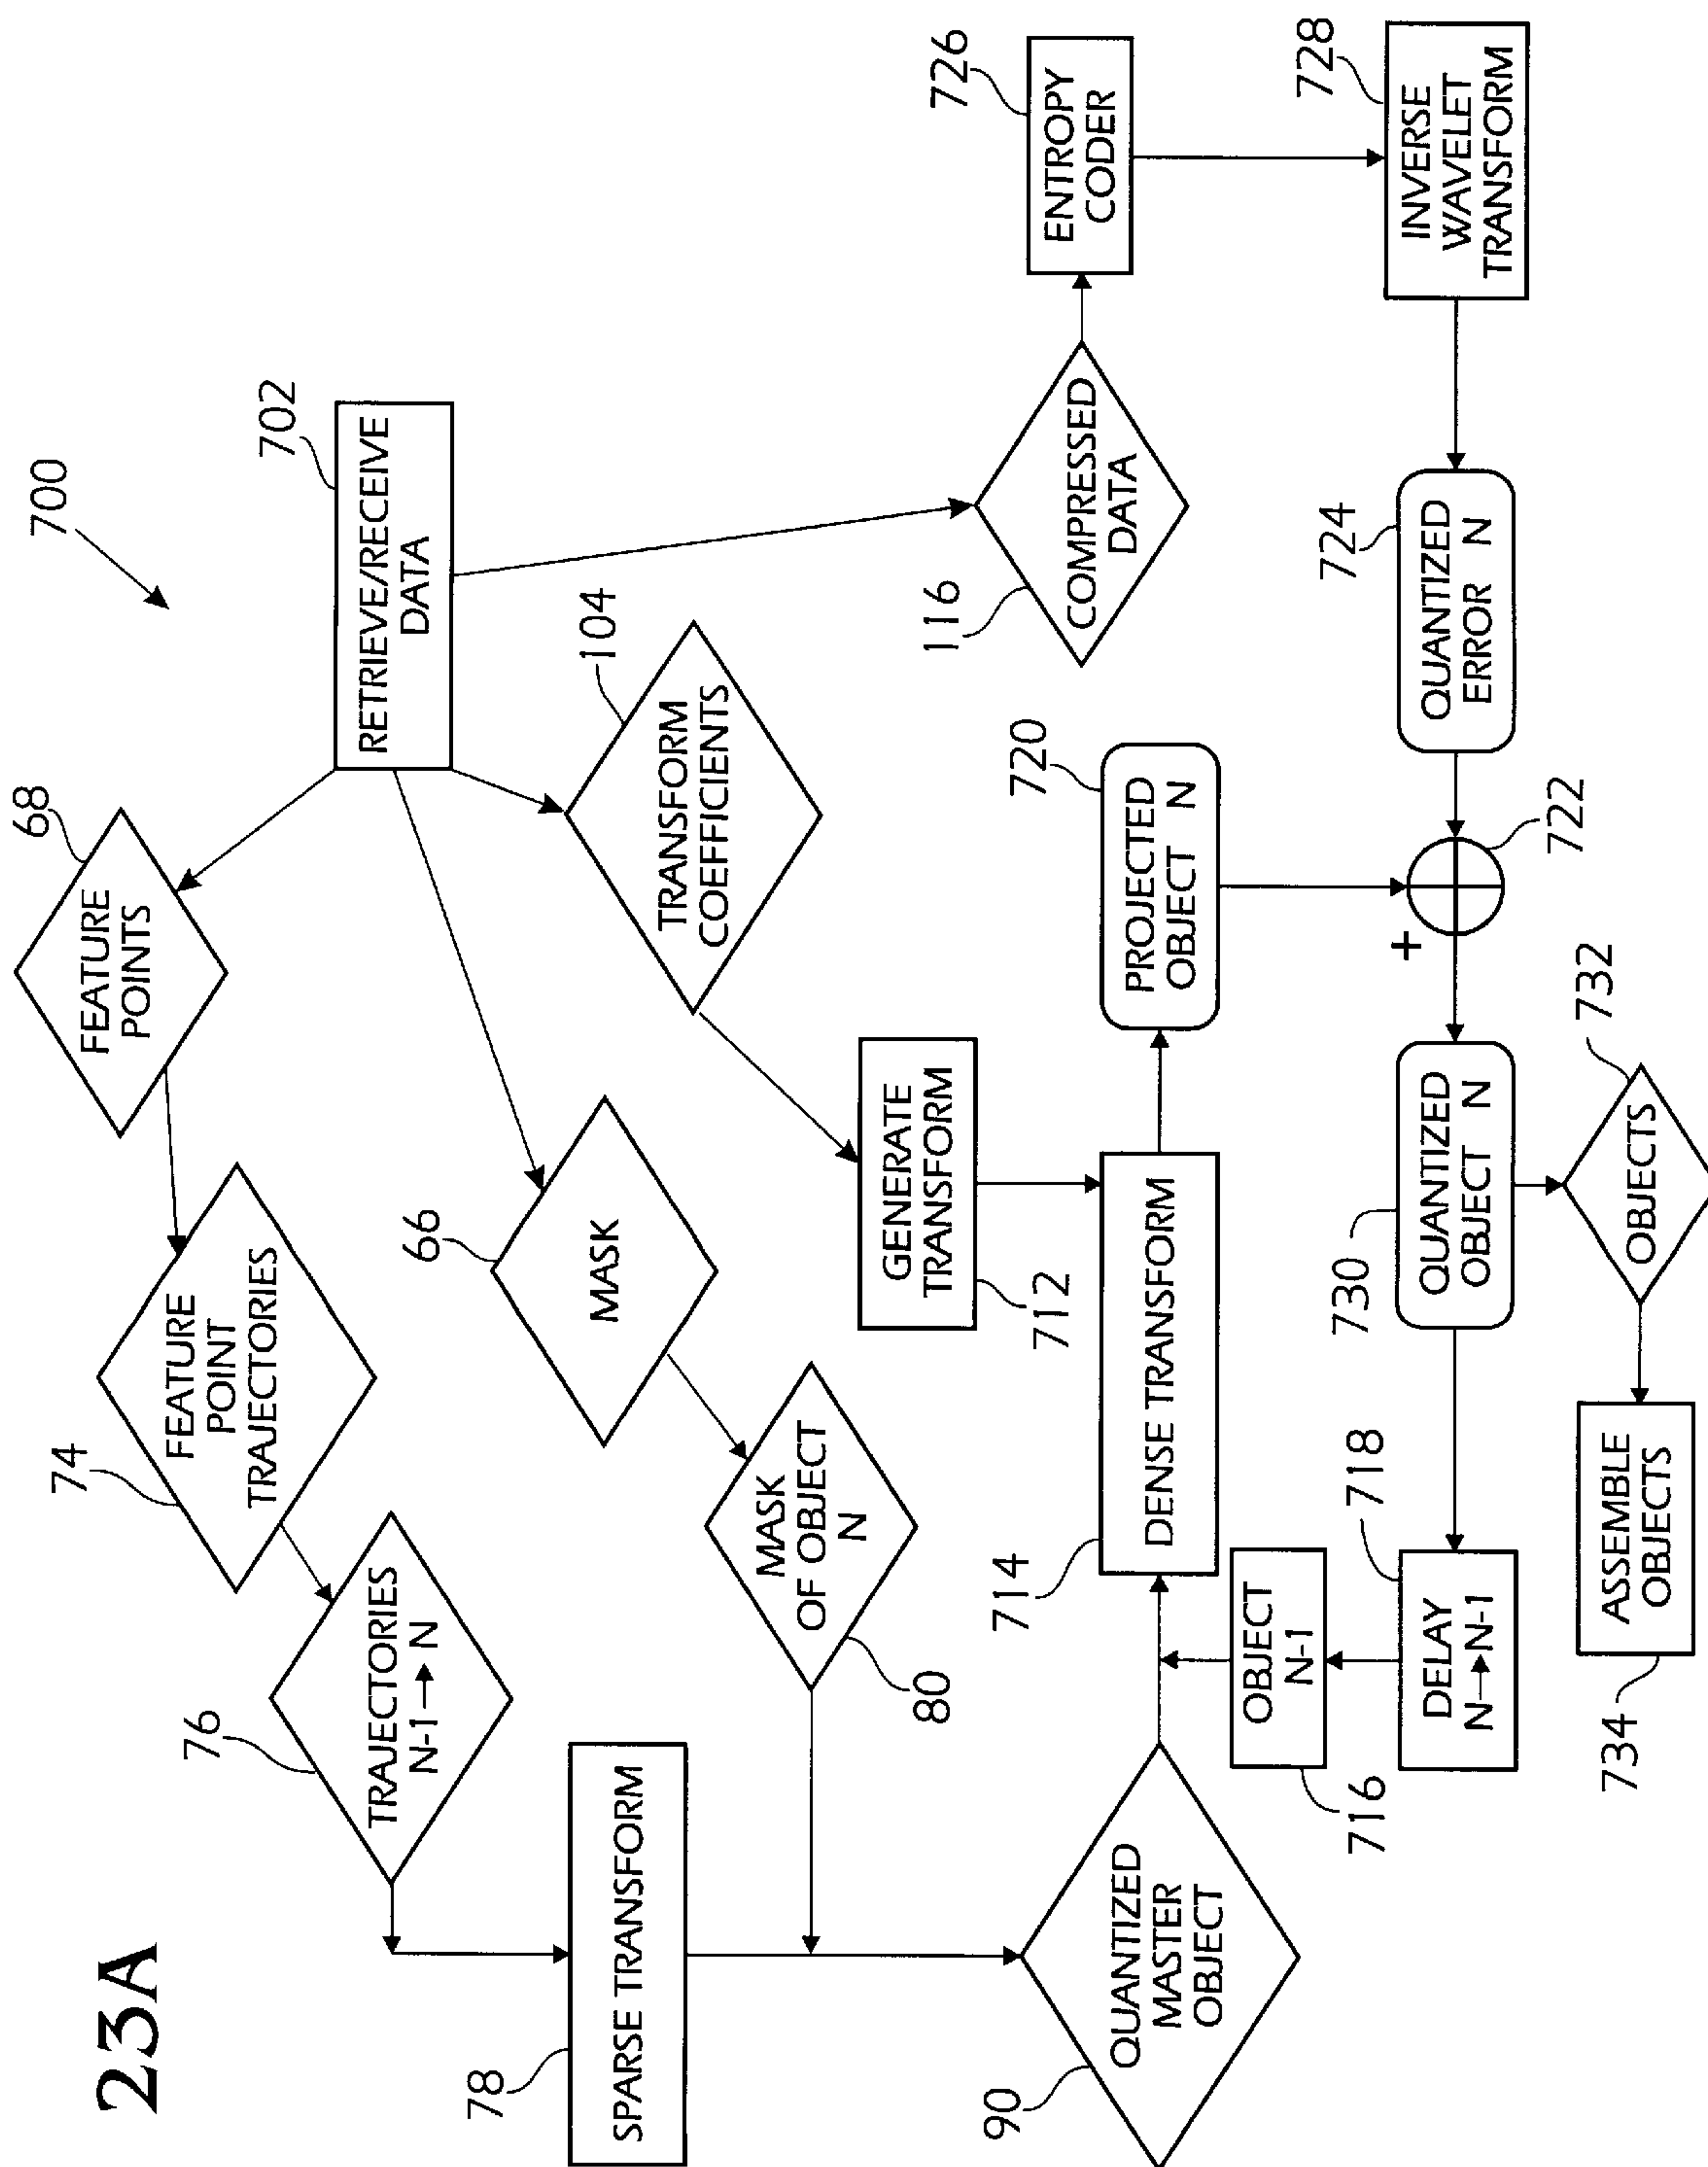 23A
700
702
RETRIEVE/RECEIVE
DATA
68
FEATURE
POINTS
74
FEATURE
POINT
TRAJECTORIES
76
TRAJECTORIES
N-1→N
78
SPARSE TRANSFORM
66
MASK
80
MASK
OF OBJECT
N
104
TRANSFORM
COEFFICIENTS
712
GENERATE
TRANSFORM
90
QUANTIZED
MASTER
OBJECT
714
DENSE TRANSFORM
716
OBJECT
N-1
718
DELAY
N→N-1
720
PROJECTED
OBJECT N
116
COMPRESSED
DATA
726
ENTROPY
CODER
728
INVERSE
WAVELET
TRANSFORM
724
QUANTIZED
ERROR N
722
+
730
QUANTIZED
OBJECT N
732
OBJECTS
734
ASSEMBLE
OBJECTS